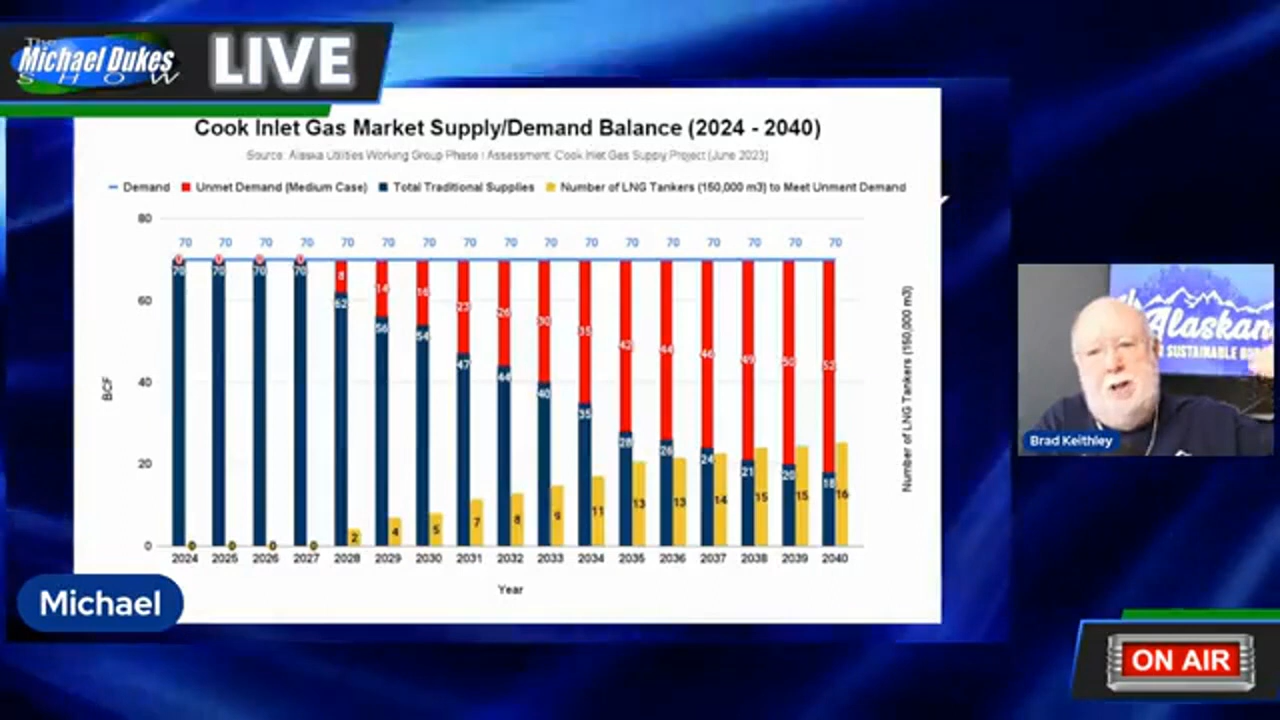 The
Michael Dukes
SHOW
LIVE
Cook Inlet Gas Market Supply/Demand Balance (2024 - 2040)
Source: Alaska Utilities Working Group Phase I Assessment: Cook Inlet Gas Supply Project (June 2023)
Demand Unmet Demand (Medium Case) Total Traditional Supplies Number of LNG Tankers (150,000 m3) to Meet Unment Demand
80
70 70 70 70 70 70 70 70 70 70 70 70 70 70 70 70 70
0 0 0 0
70 70 70 70 8 14 16 23 26 30 35 42 44 46 49 50 52
60
62 56 54 47 44 40 35 28 26 24 21 20 18
40
20
0
0 0 0 0 2 4 5 7 8 9 11 13 13 14 15 15 16
2024 2025 2026 2027 2028 2029 2030 2031 2032 2033 2034 2035 2036 2037 2038 2039 2040
BCF
Year
Number of LNG Tankers (150,000 m3)
Alaskan
SUSTAINABLE
Brad Keithley
Michael
ON AIR